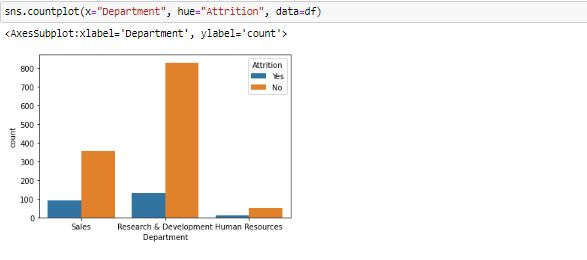 sns.countplot(x="Department", hue="Attrition", data=df)
<AxesSubplot:xlabel='Department', ylabel='count'>
Attrition
Yes
No
800
700
600
500
400
300
200
100
0
count
Sales Research & Development Human Resources
Department